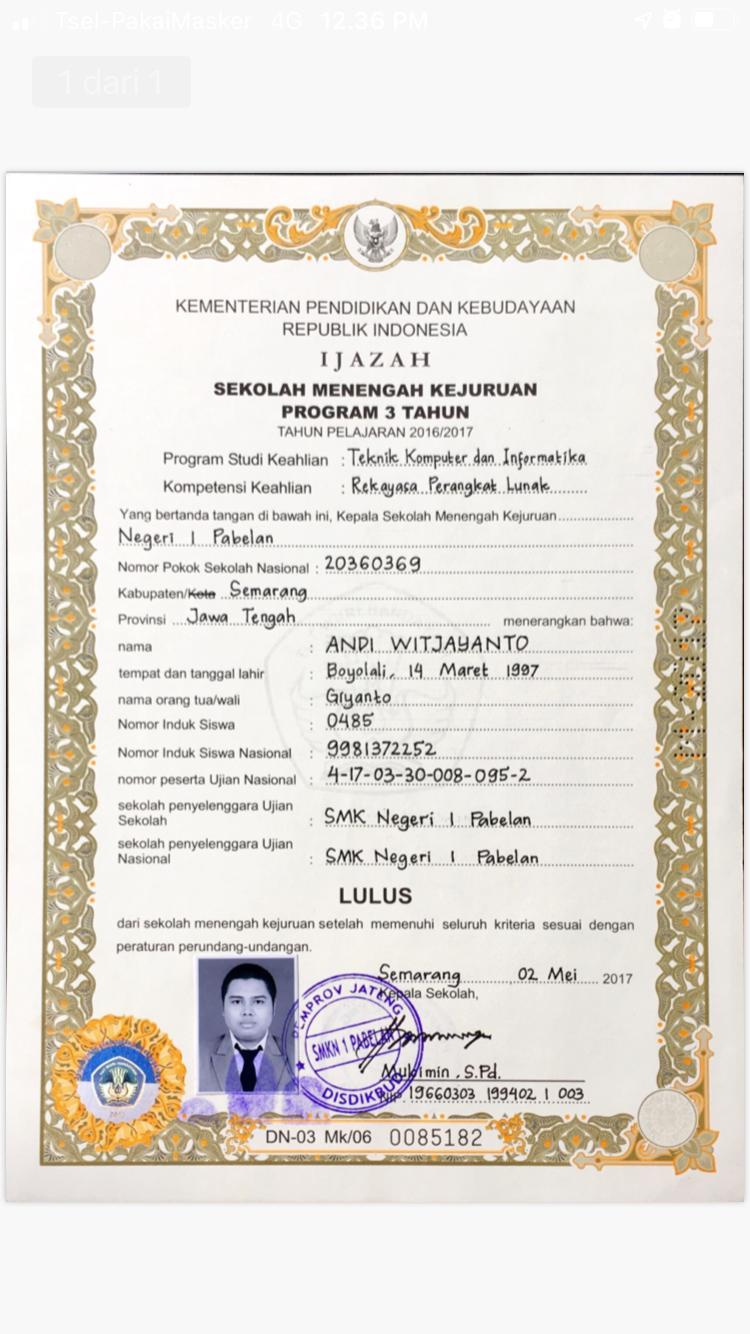 Tsel-PakaiMasker 4G 12.36 PM
1 dari 1
KEMENTERIAN PENDIDIKAN DAN KEBUDAYAAN
REPUBLIK INDONESIA
IJAZAH
SEKOLAH MENENGAH KEJURUAN
PROGRAM 3 TAHUN
TAHUN PELAJARAN 2016/2017
Program Studi Keahlian : Teknik Komputer dan Informatika
Kompetensi Keahlian : Rekayasa Perangkat Lunak
Yang bertanda tangan di bawah ini, Kepala Sekolah Menengah Kejuruan
Negeri 1 Pabelan
Nomor Pokok Sekolah Nasional : 20360369
Kabupaten/Kota Semarang
Provinsi Jawa Tengah menerangkan bahwa:
nama : ANDI WITJAYANTO
tempat dan tanggal lahir : Boyolali, 14 Maret 1997
nama orang tua/wali : Giyanto
Nomor Induk Siswa : 0485
Nomor Induk Siswa Nasional : 9981372252
nomor peserta Ujian Nasional : 4-17-03-30-008-095-2
sekolah penyelenggara Ujian
Sekolah : SMK Negeri 1 Pabelan
sekolah penyelenggara Ujian
Nasional : SMK Negeri 1 Pabelan
LULUS
dari sekolah menengah kejuruan setelah memenuhi seluruh kriteria sesuai dengan
peraturan perundang-undangan.
Semarang, 02 Mei 2017
Kepala Sekolah,
PEMPROV JATENG
SMKN 1 PABELAN
DISDIKBUD
Mukimin, S.Pd.
Nip 19660303 199402 1 003
DN-03 Mk/06 0085182